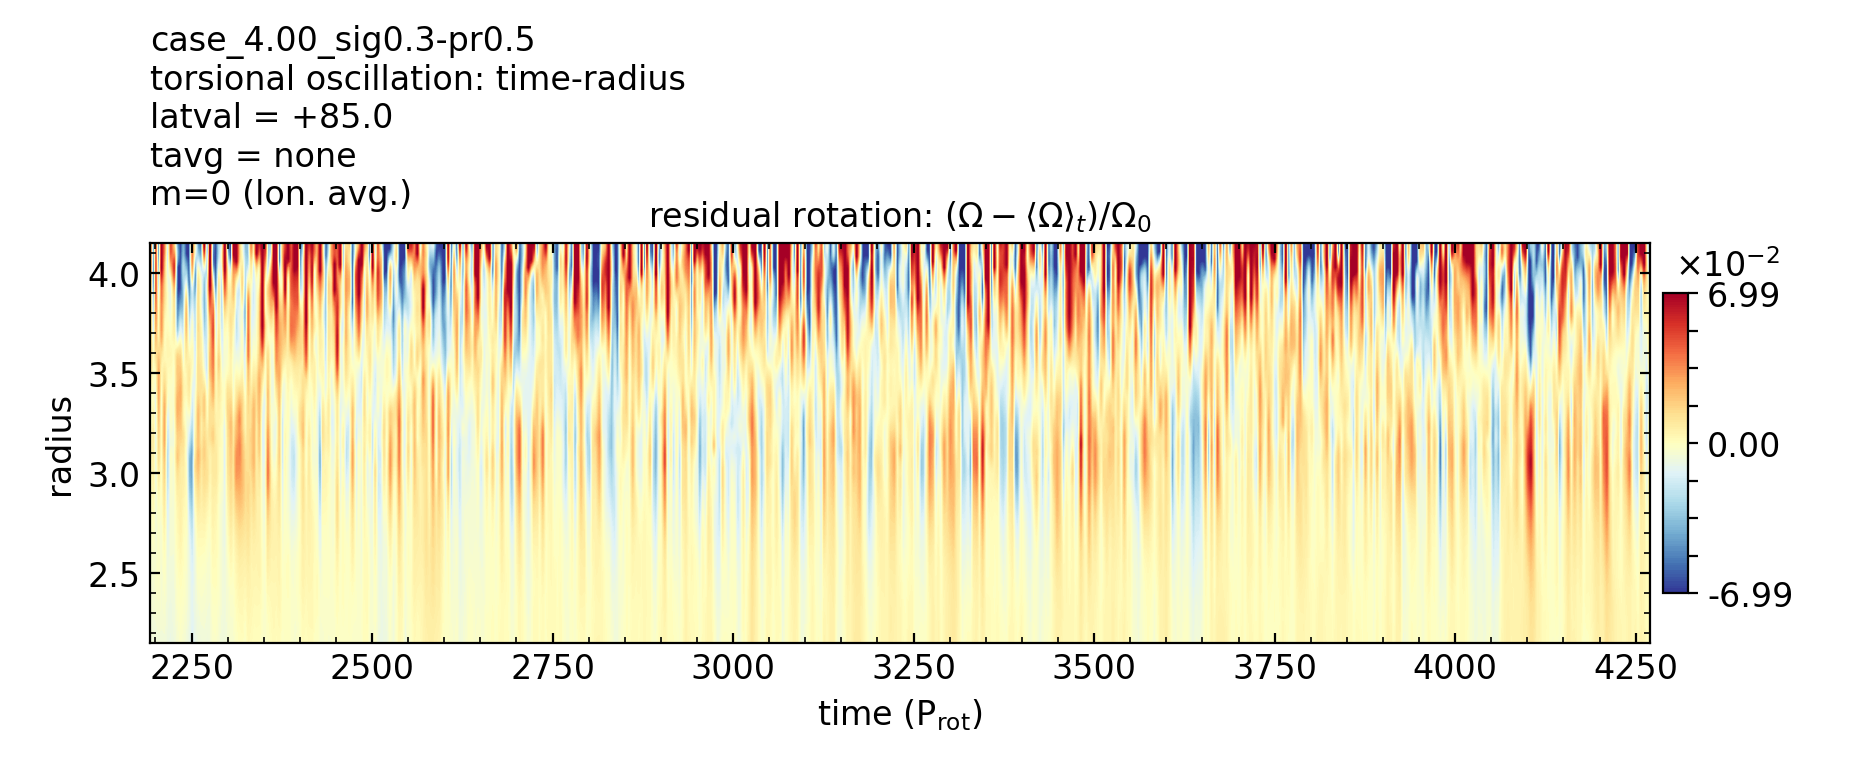 case_4.00_sig0.3-pr0.5
torsional oscillation: time-radius
latval = +85.0
tavg = none
m=0 (lon. avg.)
residual rotation: (Ω − ⟨Ω⟩ₜ)/Ω₀
×10⁻²
6.99
0.00
-6.99
radius
4.0
3.5
3.0
2.5
2250 2500 2750 3000 3250 3500 3750 4000 4250
time (P_rot)